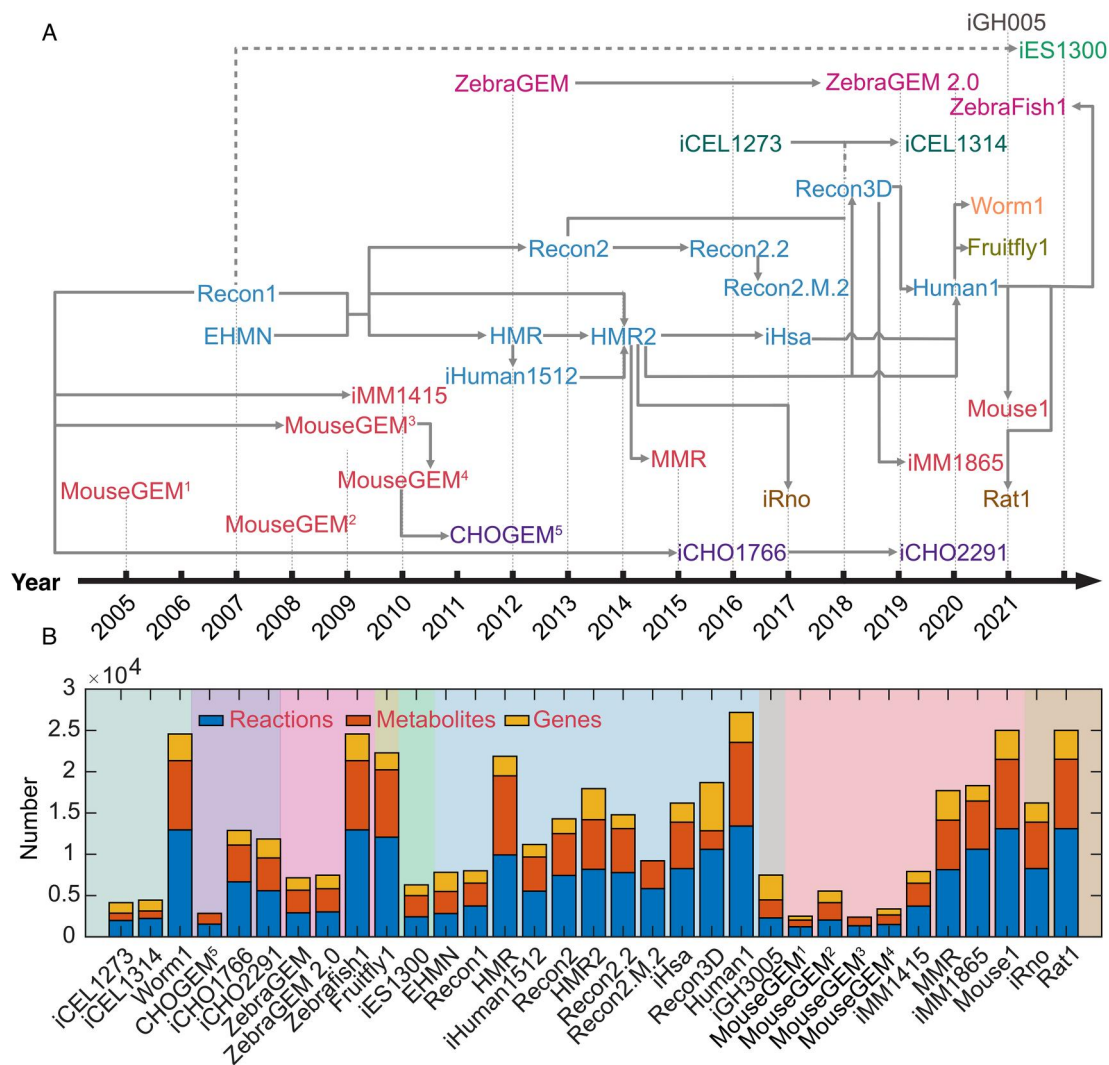 A
iGH005
iES1300
ZebraGEM
ZebraGEM 2.0
ZebraFish1
iCEL1273
iCEL1314
Recon3D
Worm1
Recon2
Recon2.2
Fruitfly1
Recon1
Recon2.M.2
Human1
EHMN
HMR
HMR2
iHsa
iHuman1512
iMM1415
Mouse1
MouseGEM³
MMR
iMM1865
MouseGEM⁴
MouseGEM¹
iRno
Rat1
MouseGEM²
CHOGEM⁵
iCHO1766
iCHO2291
Year
2005 2006 2007 2008 2009 2010 2011 2012 2013 2014 2015 2016 2017 2018 2019 2020 2021
B
×10⁴
3
2.5
2
1.5
1
0.5
0
Number
Reactions Metabolites Genes
iCEL1273
iCEL1314
Worm1
CHOGEM⁵
iCHO1766
iCHO2291
ZebraGEM
ZebraGEM 2.0
Zebrafish1
Fruitfly1
iES1300
EHMN
Recon1
HMR
iHuman1512
Recon2
HMR2
Recon2.2
Recon2.M.2
iHsa
Recon3D
Human1
iGH3005
MouseGEM¹
MouseGEM²
MouseGEM³
MouseGEM⁴
iMM1415
MMR
iMM1865
Mouse1
iRno
Rat1